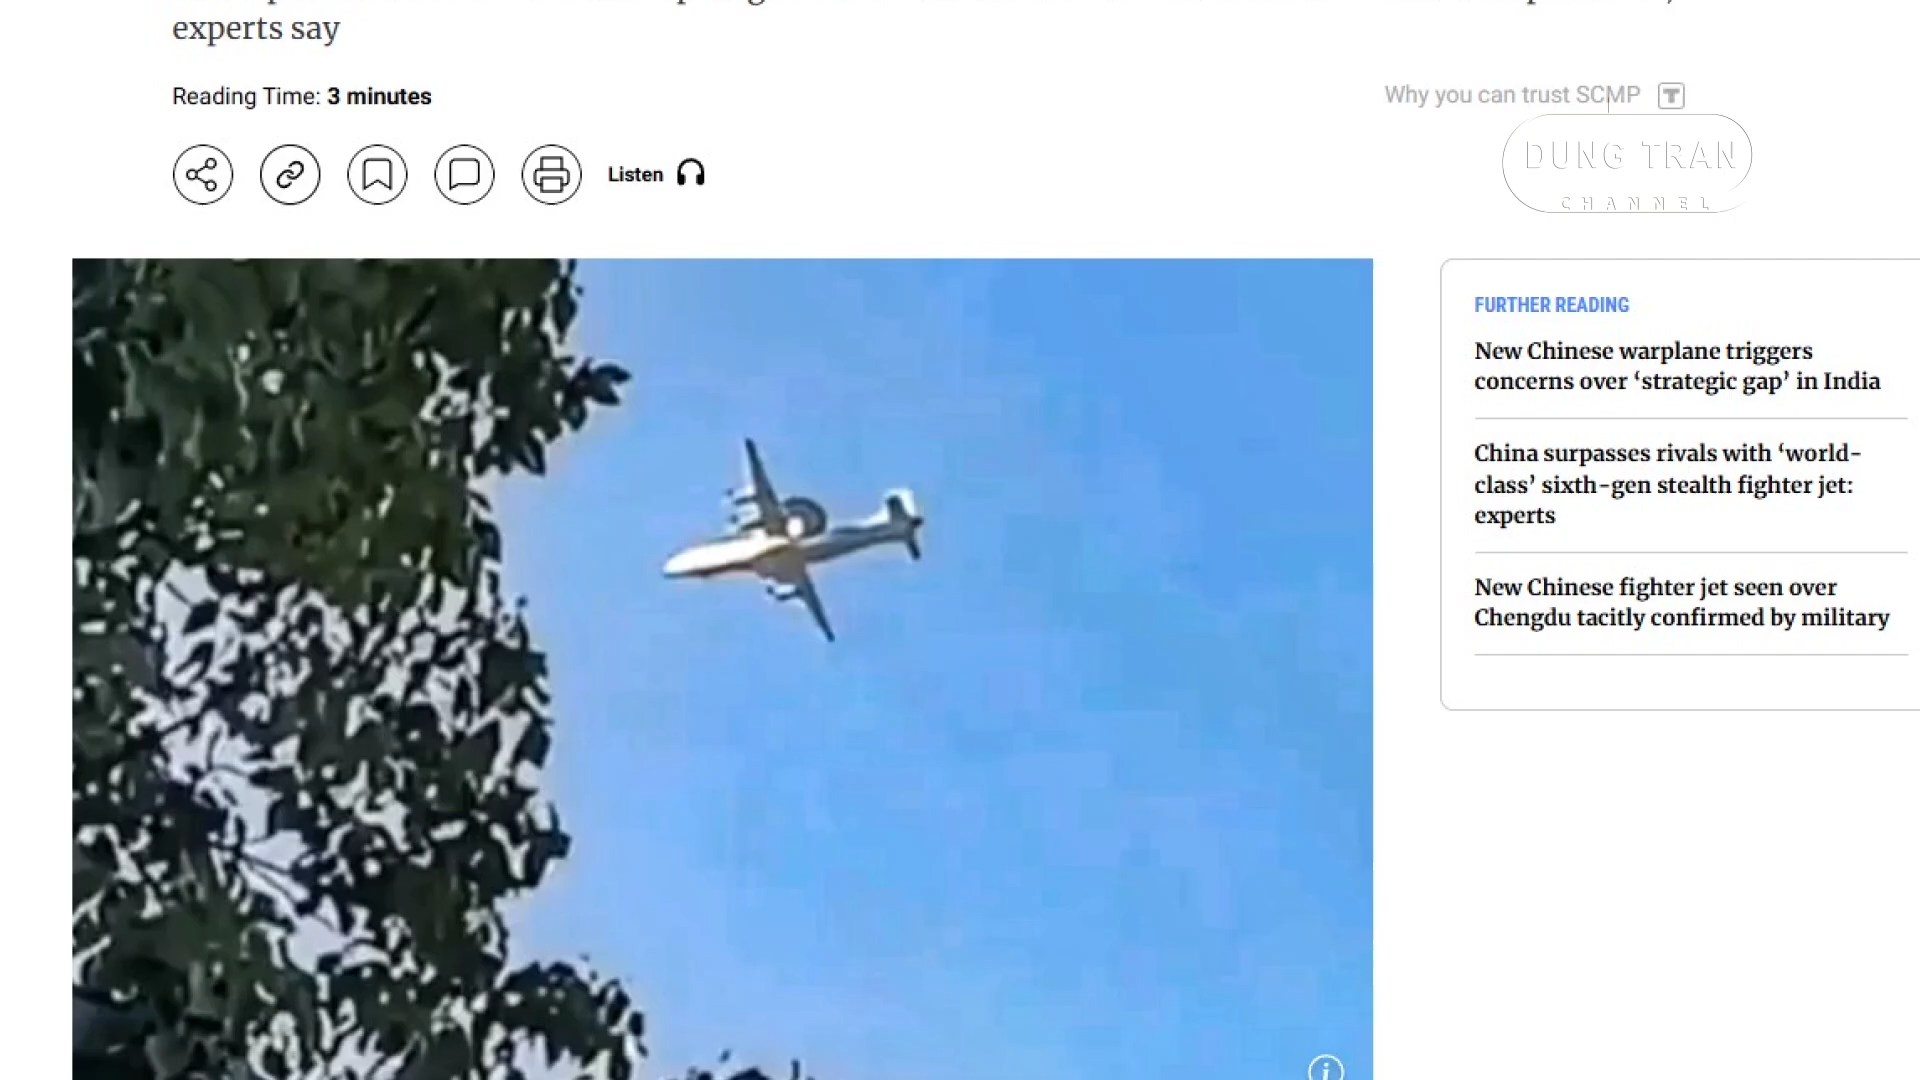 experts say
Reading Time: 3 minutes
Why you can trust SCMP
DUNG TRAN
CHANNEL
Listen
FURTHER READING
New Chinese warplane triggers
concerns over ‘strategic gap’ in India
China surpasses rivals with ‘world-
class’ sixth-gen stealth fighter jet:
experts
New Chinese fighter jet seen over
Chengdu tacitly confirmed by military